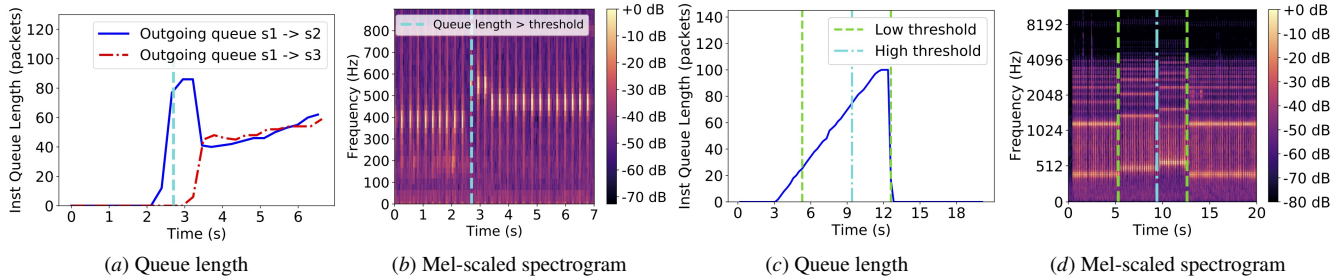 Inst Queue Length (packets)
120
100
80
60
40
20
0
Outgoing queue s1 -> s2
Outgoing queue s1 -> s3
0 1 2 3 4 5 6
Time (s)
(a) Queue length
Frequency (Hz)
800
700
600
500
400
300
200
100
0
Queue length > threshold
0 1 2 3 4 5 6 7
Time (s)
+0 dB
-10 dB
-20 dB
-30 dB
-40 dB
-50 dB
-60 dB
-70 dB
(b) Mel-scaled spectrogram
Inst Queue Length (packets)
140
120
100
80
60
40
20
0
Low threshold
High threshold
0 3 6 9 12 15 18
Time (s)
(c) Queue length
Frequency (Hz)
8192
4096
2048
1024
512
0
0 5 10 15 20
Time (s)
+0 dB
-10 dB
-20 dB
-30 dB
-40 dB
-50 dB
-60 dB
-70 dB
-80 dB
(d) Mel-scaled spectrogram